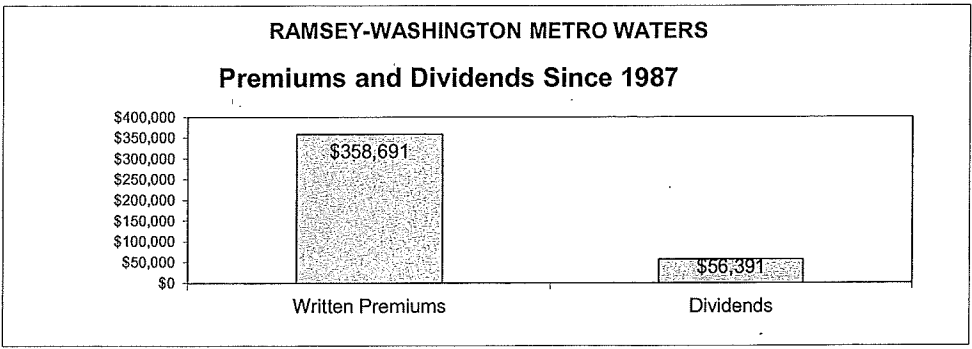 RAMSEY-WASHINGTON METRO WATERS
Premiums and Dividends Since 1987
$400,000
$350,000
$300,000
$250,000
$200,000
$150,000
$100,000
$50,000
$0
$358,691
$56,391
Written Premiums
Dividends